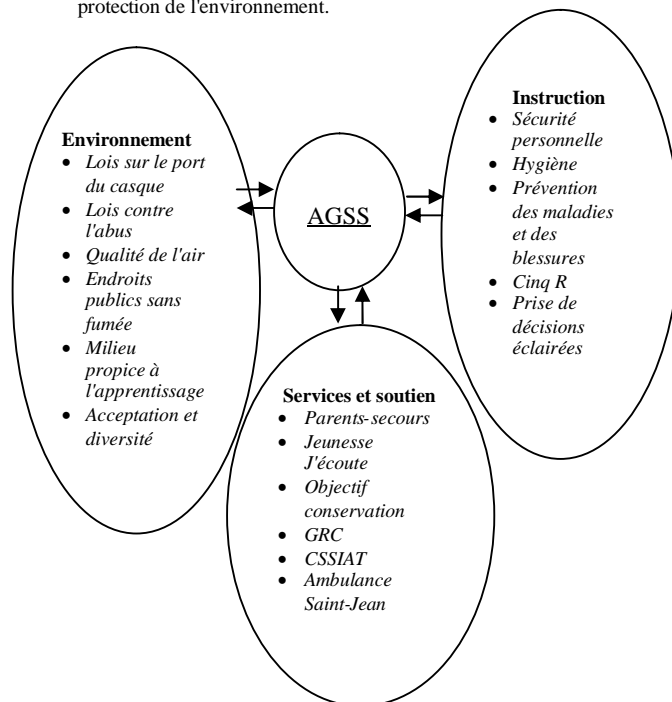 protection de l'environnement.
Environnement
• Lois sur le port
du casque
• Lois contre
l'abus
• Qualité de l'air
• Endroits
publics sans
fumée
• Milieu
propice à
l'apprentissage
• Acceptation et
diversité
AGSS
Instruction
• Sécurité
personnelle
• Hygiène
• Prévention
des maladies
et des
blessures
• Cinq R
• Prise de
décisions
éclairées
Services et soutien
• Parents-secours
• Jeunesse
J'écoute
• Objectif
conservation
• GRC
• CSSIAT
• Ambulance
Saint-Jean